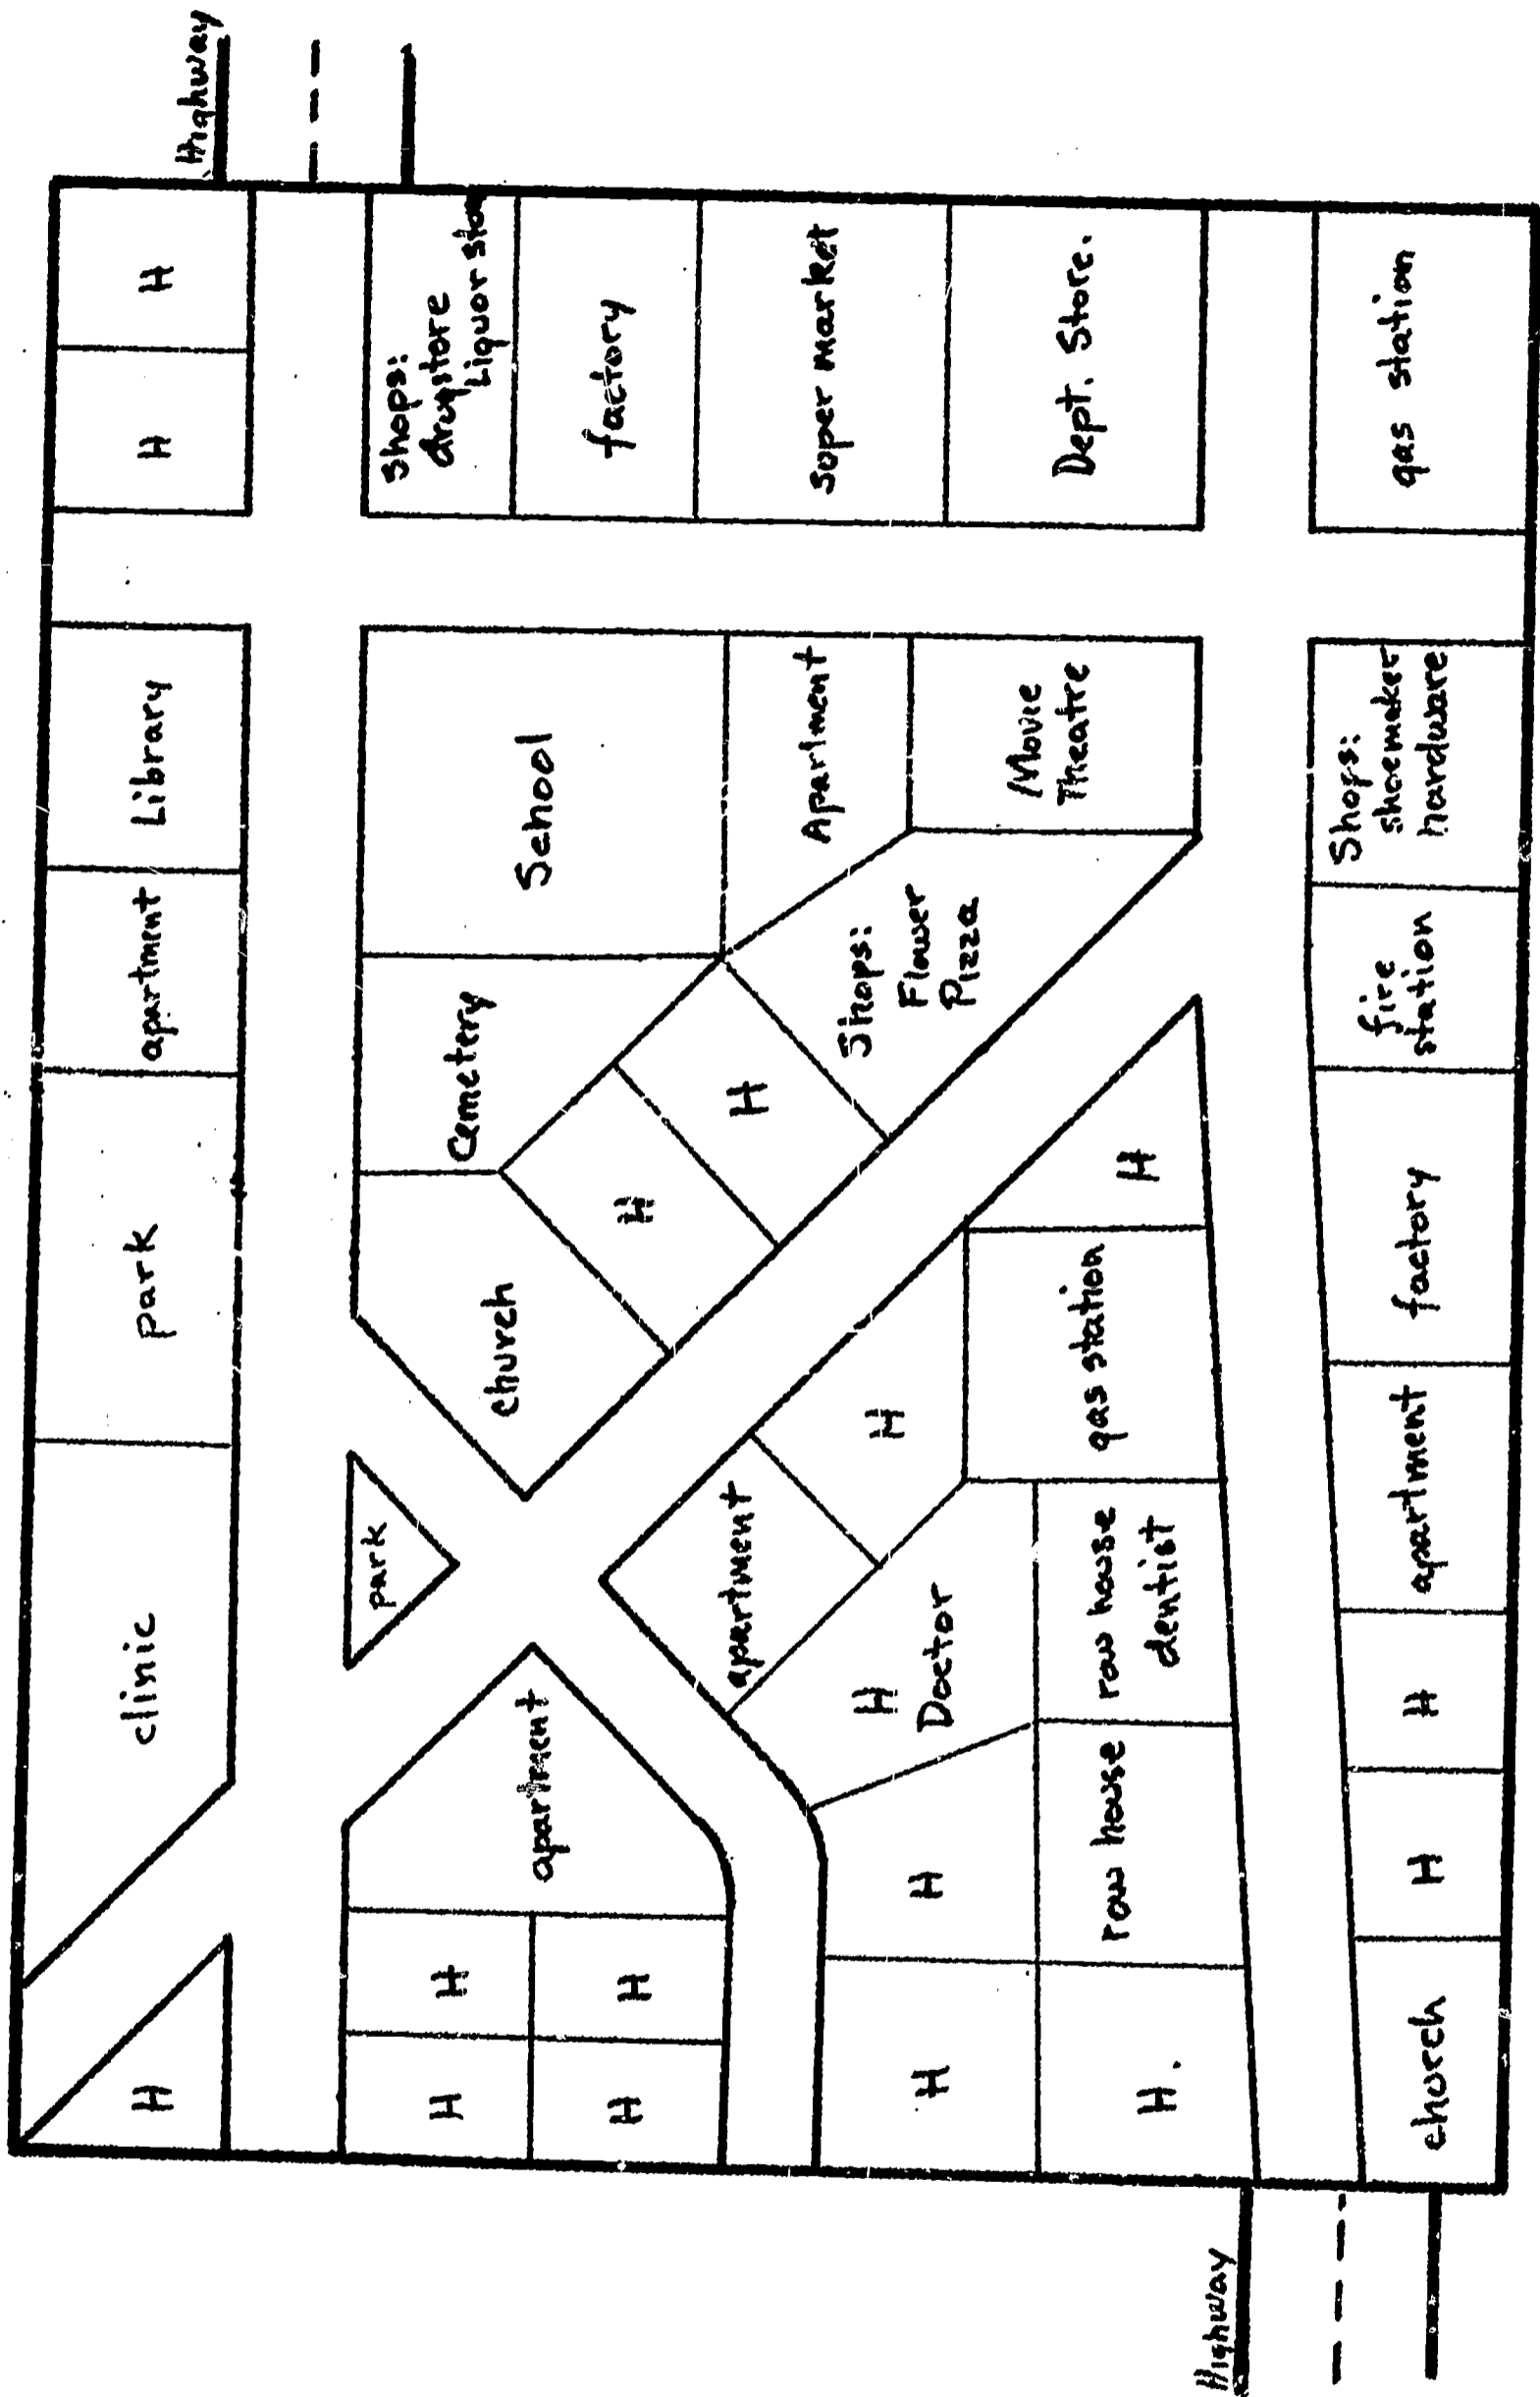 Highway
H
clinic
park
apartment
Library
H
H
park
Shops:
drugstore
Liquor store
H
H
Cemetery
church
School
factory
apartment
H
H
H
H
apartment
H
Shops:
Flower
Pizza
Apartment
super market
H
H
H
Doctor
H
Movie
Theatre
Dept. Store.
H.
row house
row house
dentist
gas station
H
Highway
church
H
H
apartment
factory
fire
station
Shops:
shoemaker
hardware
gas station